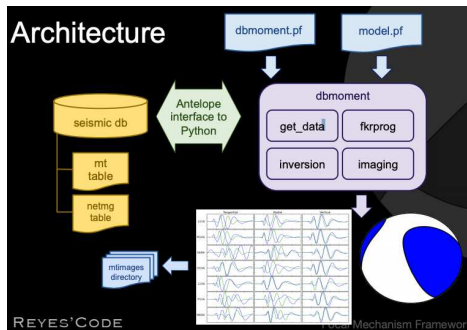 Architecture
dbmoment.pf
model.pf
Antelope
interface to
Python
seismic db
mt
table
netmg
table
dbmoment
get_data
fkrprog
inversion
imaging
mtimages
directory
REYES'CODE
Focal Mechanism Framework